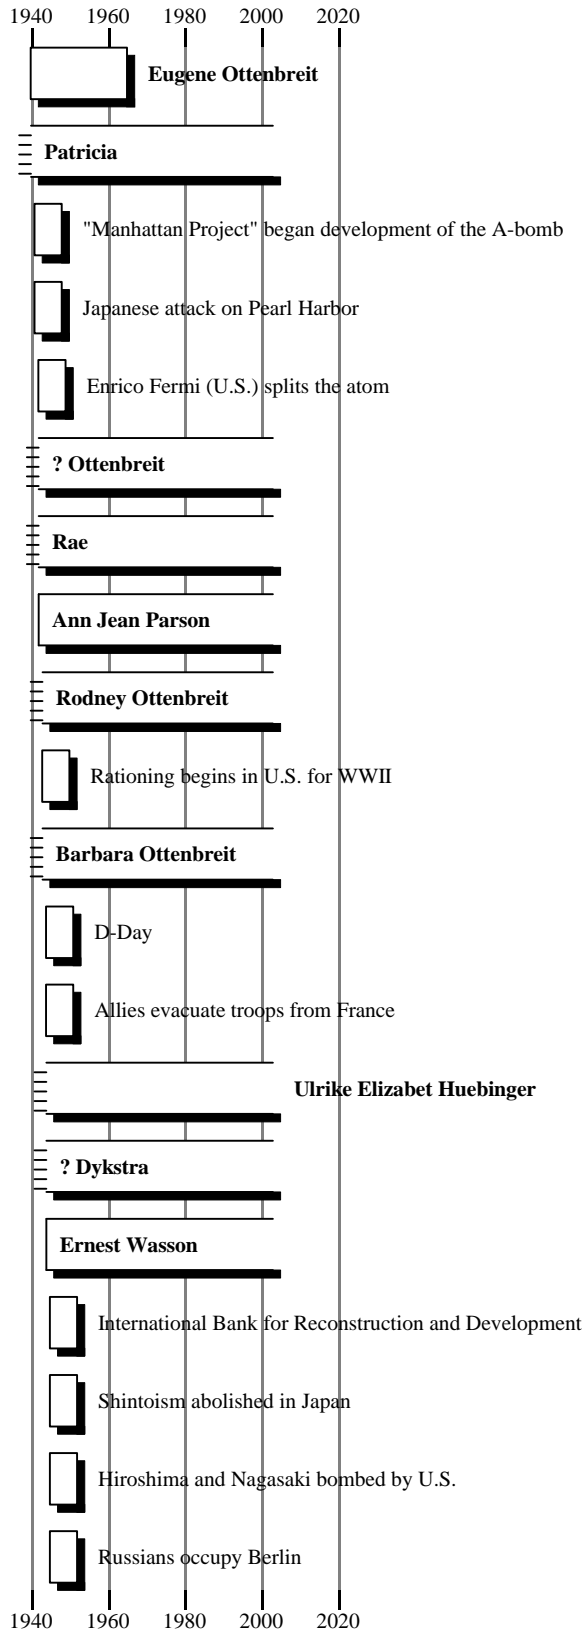 1940 1960 1980 2000 2020
Eugene Ottenbreit
Patricia
"Manhattan Project" began development of the A-bomb
Japanese attack on Pearl Harbor
Enrico Fermi (U.S.) splits the atom
? Ottenbreit
Rae
Ann Jean Parson
Rodney Ottenbreit
Rationing begins in U.S. for WWII
Barbara Ottenbreit
D-Day
Allies evacuate troops from France
Ulrike Elizabet Huebinger
? Dykstra
Ernest Wasson
International Bank for Reconstruction and Development
Shintoism abolished in Japan
Hiroshima and Nagasaki bombed by U.S.
Russians occupy Berlin
1940 1960 1980 2000 2020